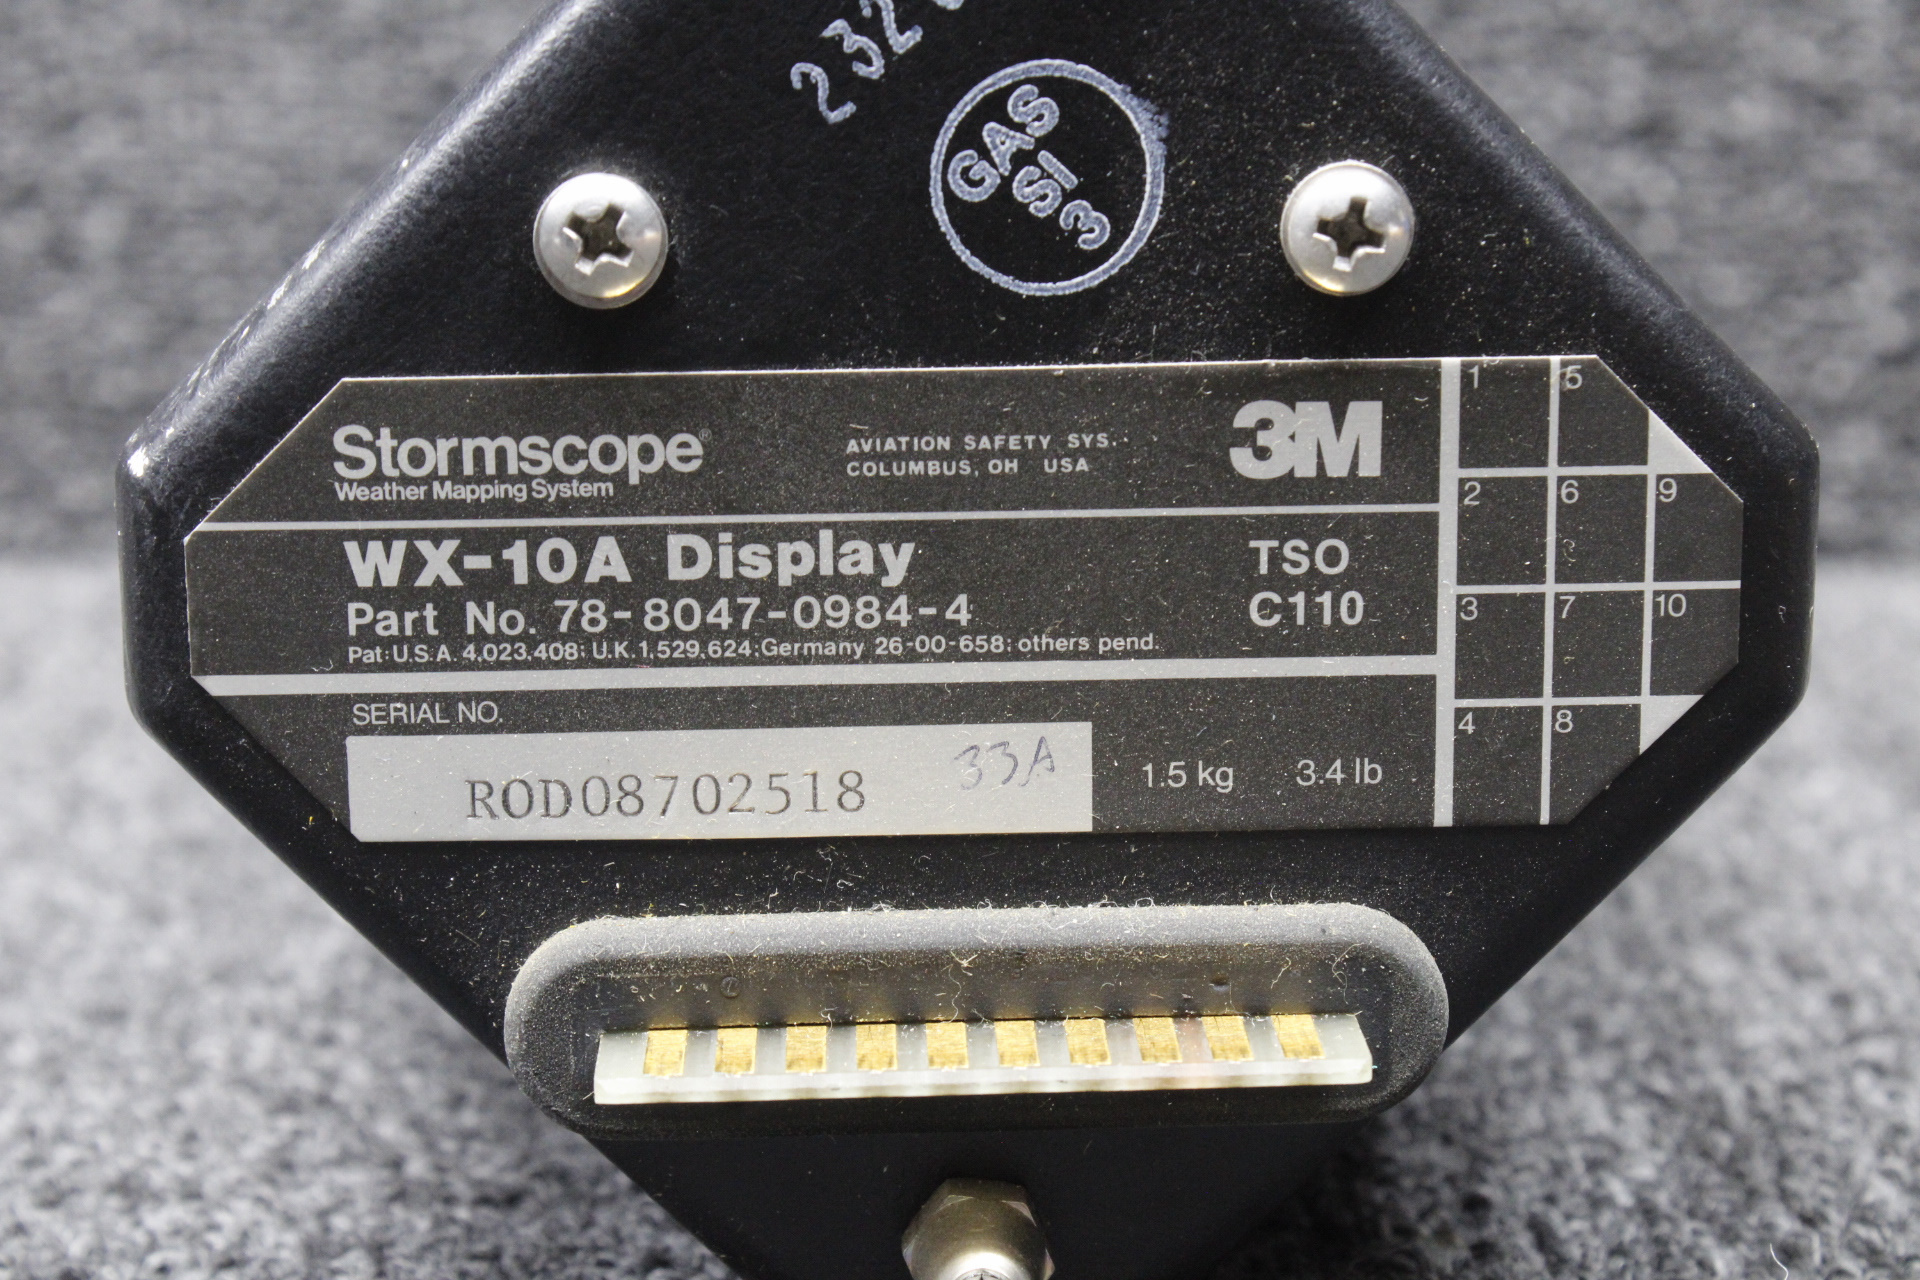 GAS
SI
3
Stormscope®
Weather Mapping System
AVIATION SAFETY SYS.
COLUMBUS, OH USA
3M
WX-10A Display
Part No. 78-8047-0984-4
Pat: U.S.A. 4,023,408; U.K. 1,529,624; Germany 26-00-658; others pend.
TSO
C110
SERIAL NO.
ROD08702518 33A
1.5 kg 3.4 lb
1 5
2 6 9
3 7 10
4 8